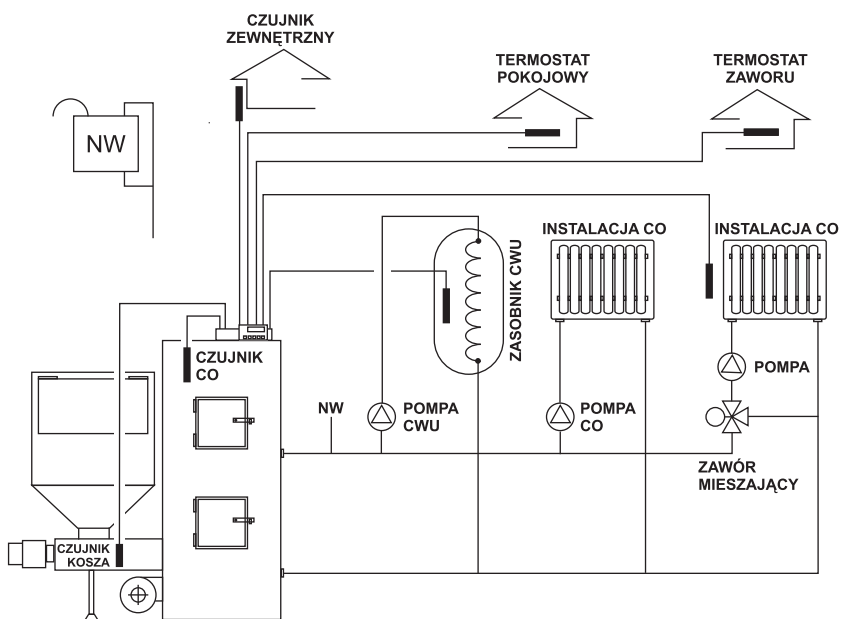 CZUJNIK
ZEWNĘTRZNY
TERMOSTAT
POKOJOWY
TERMOSTAT
ZAWORU
NW
INSTALACJA CO
INSTALACJA CO
ZASOBNIK CWU
CZUJNIK
CO
POMPA
NW
POMPA
CWU
POMPA
CO
ZAWÓR
MIESZAJĄCY
CZUJNIK
KOSZA